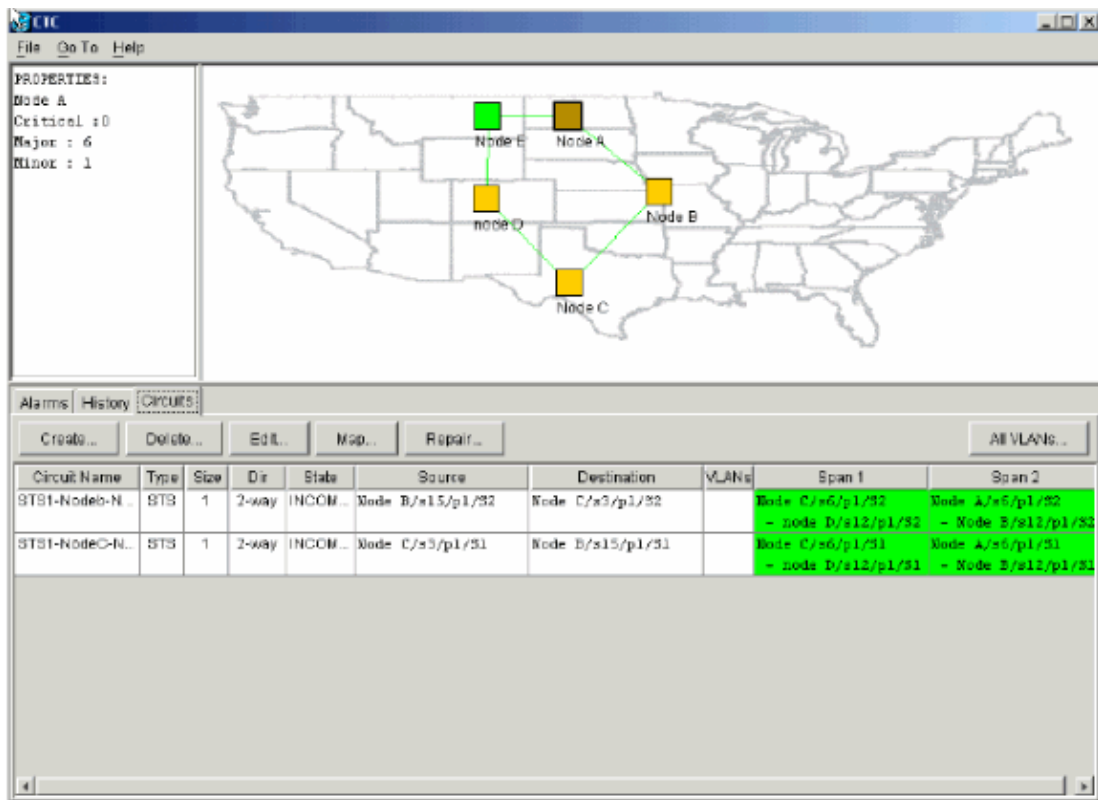 CTC
File Go To Help
PROPERTIES:
Node A
Critical :0
Major : 6
Minor : 1
Node E
Node A
Node B
node D
Node C
Alarms History Circuits
Create... Delete... Edit... Map... Repair... All VLANs...
Circuit Name Type Size Dir State Source Destination VLANs Span 1 Span 2
STS1-Nodeb-N... STS 1 2-way INCOM... Node B/s15/p1/S2 Node C/s3/p1/S2 Node C/s6/p1/S2 Node A/s6/p1/S2
- node D/s12/p1/S2 - Node B/s12/p1/S2
STS1-NodeC-N... STS 1 2-way INCOM... Node C/s3/p1/S1 Node B/s15/p1/S1 Node C/s6/p1/S1 Node A/s6/p1/S1
- node D/s12/p1/S1 - Node B/s12/p1/S1